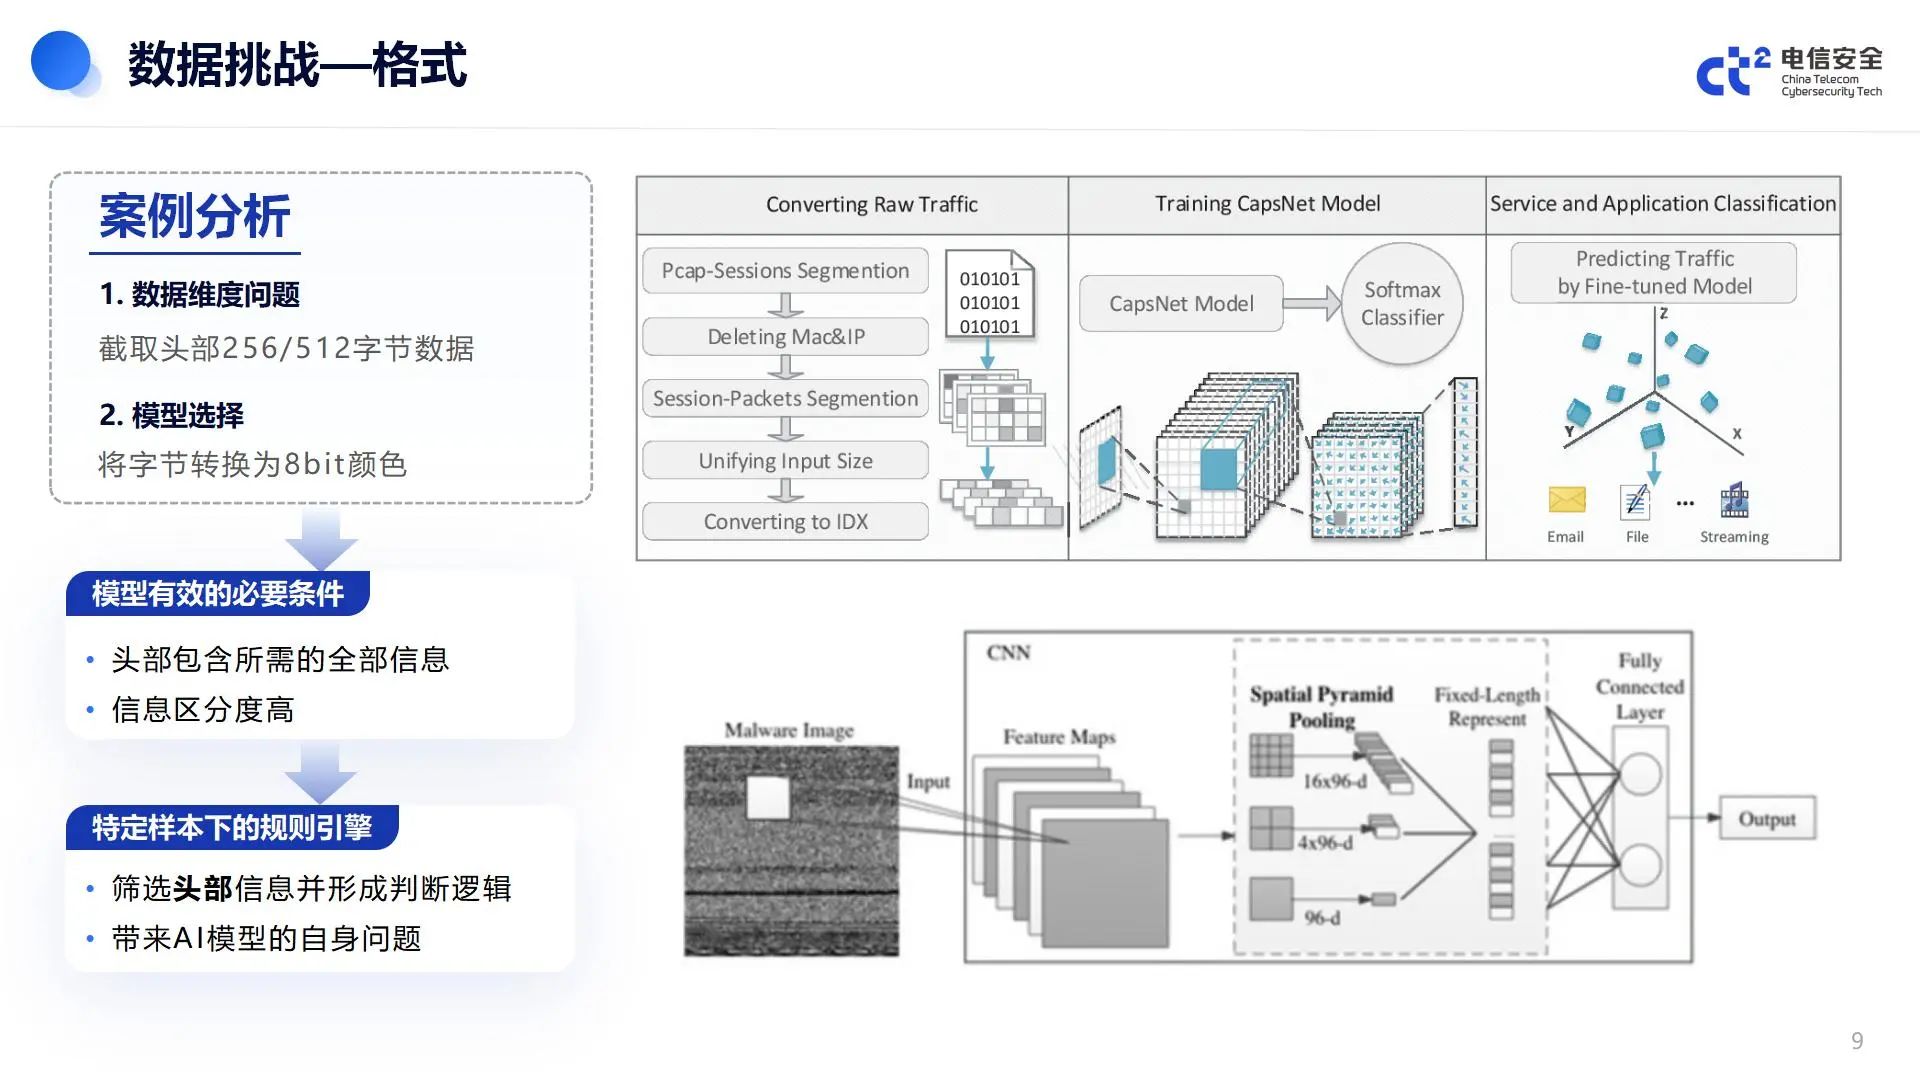 数据挑战—格式
ct² 电信安全
China Telecom
Cybersecurity Tech
案例分析
1. 数据维度问题
截取头部256/512字节数据
2. 模型选择
将字节转换为8bit颜色
模型有效的必要条件
• 头部包含所需的全部信息
• 信息区分度高
特定样本下的规则引擎
• 筛选头部信息并形成判断逻辑
• 带来AI模型的自身问题
Converting Raw Traffic
Pcap-Sessions Segmention
Deleting Mac&IP
Session-Packets Segmention
Unifying Input Size
Converting to IDX
010101
010101
010101
Training CapsNet Model
CapsNet Model
Softmax
Classifier
Service and Application Classification
Predicting Traffic
by Fine-tuned Model
Z
Y
X
Email
File
...
Streaming
Malware Image
Input
CNN
Feature Maps
Spatial Pyramid
Pooling
16x96-d
4x96-d
96-d
Fixed-Length
Represent
Fully
Connected
Layer
Output
9